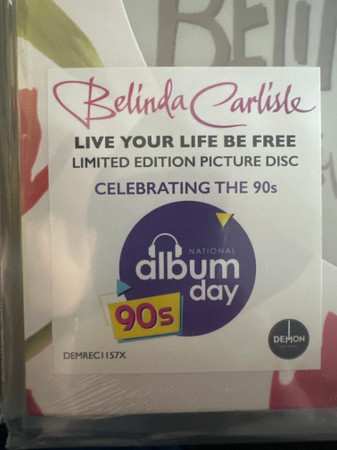 Belinda Carlisle
LIVE YOUR LIFE BE FREE
LIMITED EDITION PICTURE DISC
CELEBRATING THE 90s
NATIONAL
album
day
90s
DEMON
DEMREC1157X